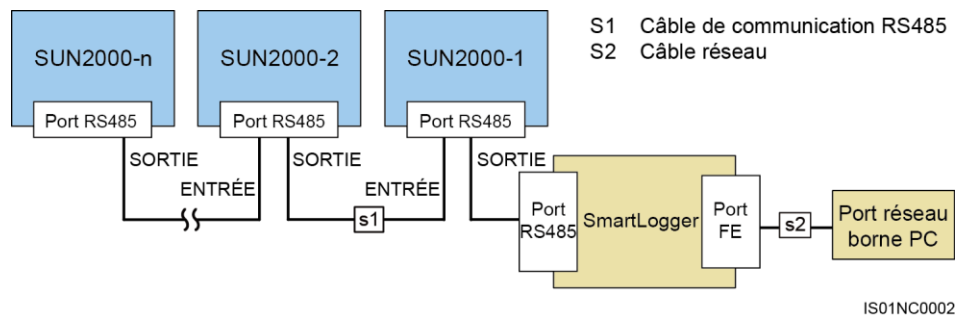 S1 Câble de communication RS485
S2 Câble réseau
SUN2000-n
SUN2000-2
SUN2000-1
Port RS485
Port RS485
Port RS485
SORTIE
SORTIE
SORTIE
ENTRÉE
ENTRÉE
s1
Port
RS485
SmartLogger
Port
FE
s2
Port réseau
borne PC
IS01NC0002